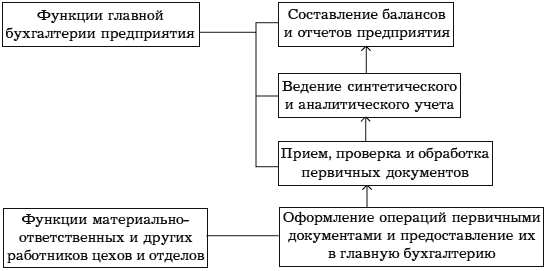 Функции главной
бухгалтерии предприятия
Составление балансов
и отчетов предприятия
Ведение синтетического
и аналитического учета
Прием, проверка и обработка
первичных документов
Функции материально-
ответственных и других
работников цехов и отделов
Оформление операций первичными
документами и предоставление их
в главную бухгалтерию